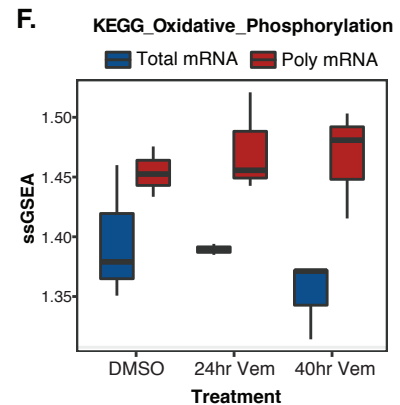 F.
KEGG_Oxidative_Phosphorylation
Total mRNA Poly mRNA
1.50
1.45
1.40
1.35
ssGSEA
DMSO 24hr Vem 40hr Vem
Treatment